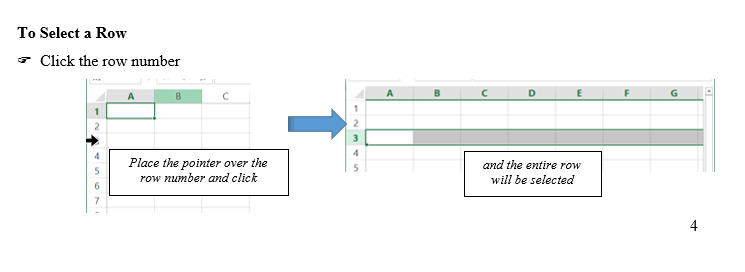 To Select a Row
☞ Click the row number
A B C
1
2
4
5
6
7
Place the pointer over the
row number and click
A B C D E F G
1
2
3
4
5
and the entire row
will be selected
4